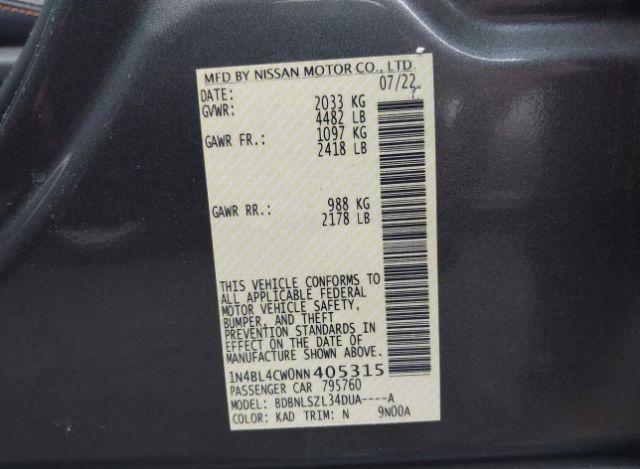 MFD BY NISSAN MOTOR CO., LTD.
DATE: 07/22
GVWR: 2033 KG
4482 LB
GAWR FR.: 1097 KG
2418 LB
GAWR RR.: 988 KG
2178 LB
THIS VEHICLE CONFORMS TO
ALL APPLICABLE FEDERAL
MOTOR VEHICLE SAFETY,
BUMPER, AND THEFT
PREVENTION STANDARDS IN
EFFECT ON THE DATE OF
MANUFACTURE SHOWN ABOVE.
1N4BL4CW0NN405315
PASSENGER CAR 795760
MODEL: BDBNLSZL34DUA----A
COLOR: KAD TRIM: N 9N00A